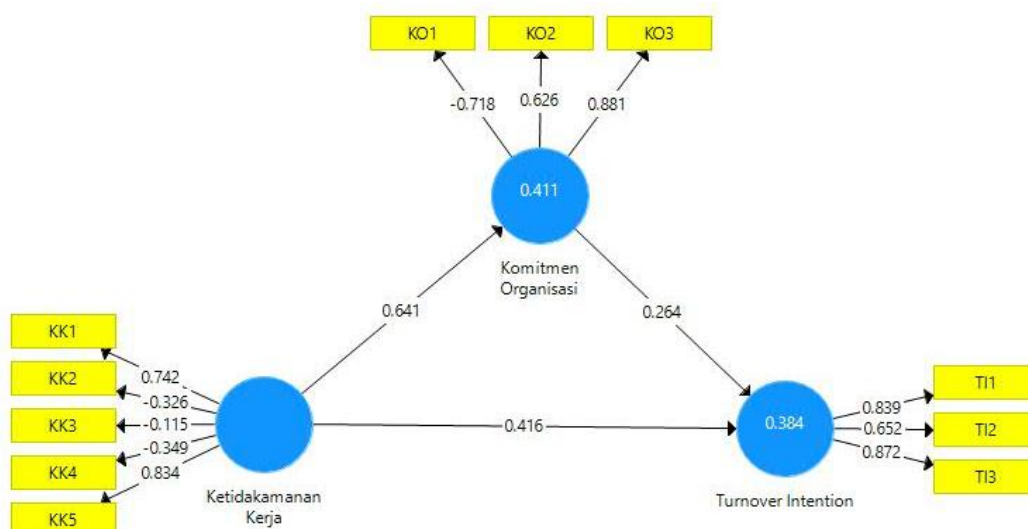 KO1
KO2
KO3
-0.718
0.626
0.881
0.411
Komitmen
Organisasi
0.641
0.264
KK1
KK2
KK3
KK4
KK5
0.742
-0.326
-0.115
-0.349
0.834
Ketidakamanan
Kerja
0.416
0.384
Turnover Intention
0.839
0.652
0.872
TI1
TI2
TI3